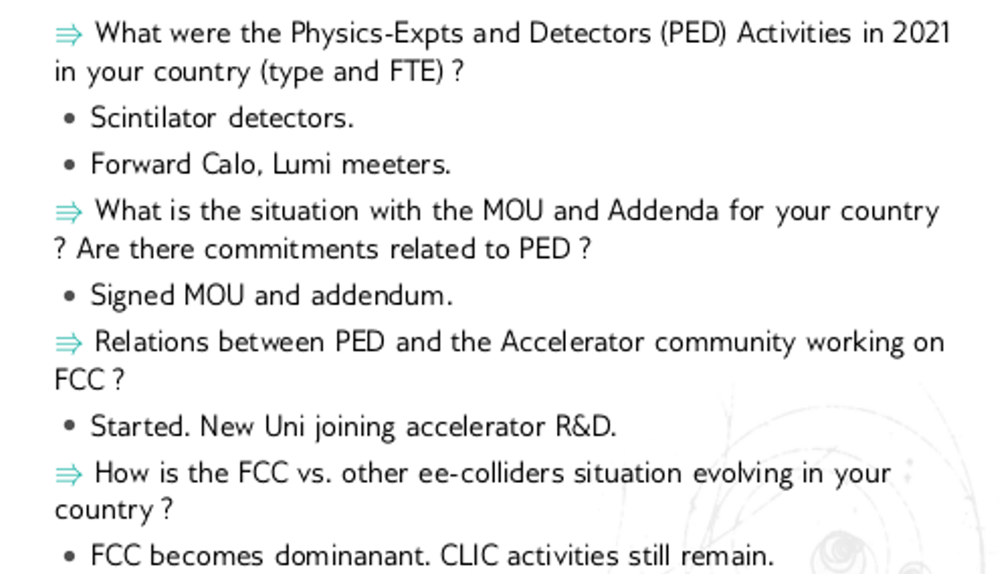 ⇛ What were the Physics-Expts and Detectors (PED) Activities in 2021
in your country (type and FTE) ?
• Scintilator detectors.
• Forward Calo, Lumi meeters.
⇛ What is the situation with the MOU and Addenda for your country
? Are there commitments related to PED ?
• Signed MOU and addendum.
⇛ Relations between PED and the Accelerator community working on
FCC ?
• Started. New Uni joining accelerator R&D.
⇛ How is the FCC vs. other ee-colliders situation evolving in your
country ?
• FCC becomes dominanant. CLIC activities still remain.